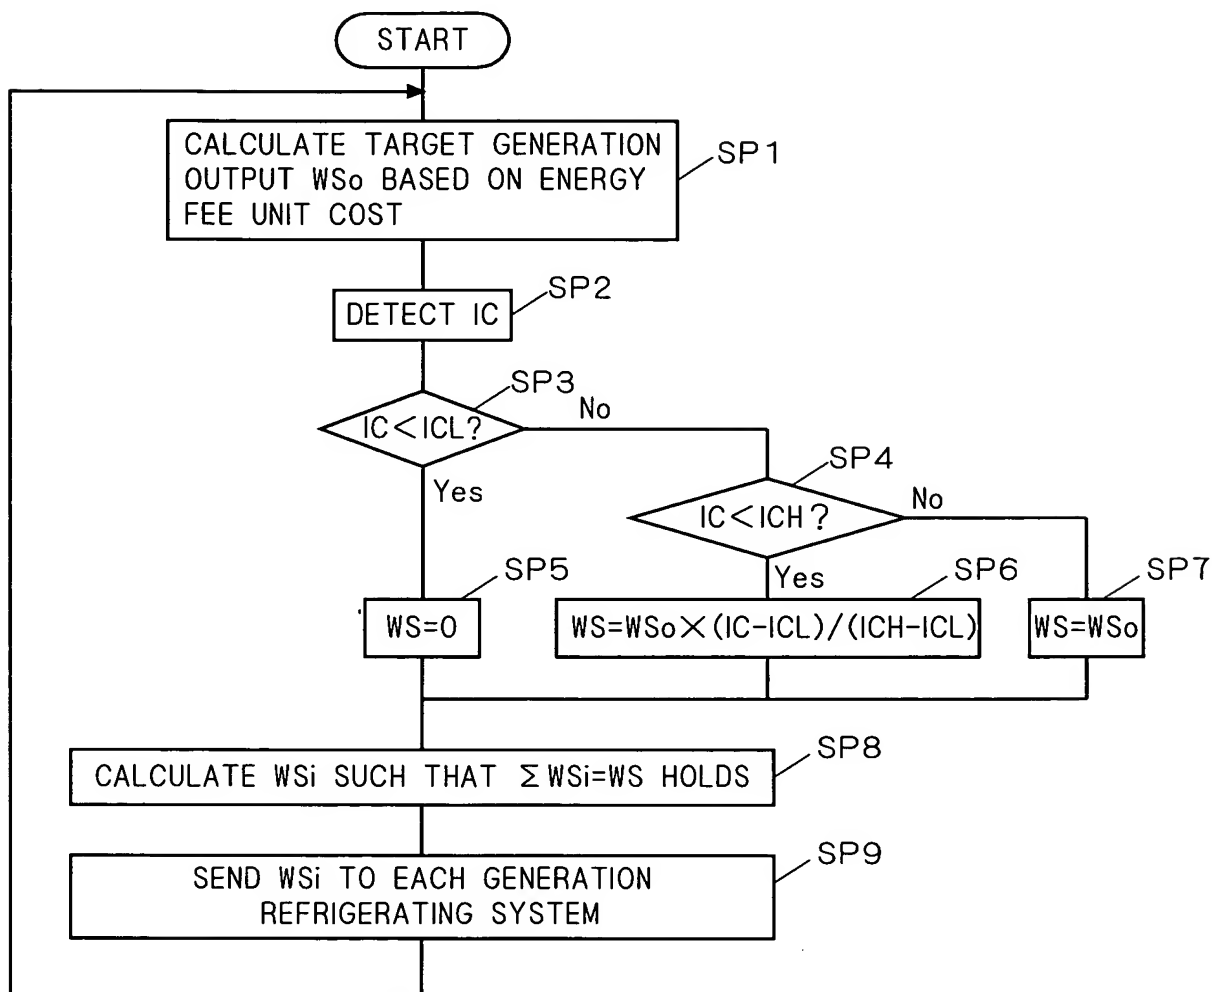 START
CALCULATE TARGET GENERATION
OUTPUT WSo BASED ON ENERGY
FEE UNIT COST
SP1
DETECT IC
SP2
IC<ICL?
SP3
No
Yes
IC<ICH?
SP4
No
Yes
WS=0
SP5
WS=WSo×(IC-ICL)/(ICH-ICL)
SP6
WS=WSo
SP7
CALCULATE WSi SUCH THAT ΣWSi=WS HOLDS
SP8
SEND WSi TO EACH GENERATION
REFRIGERATING SYSTEM
SP9